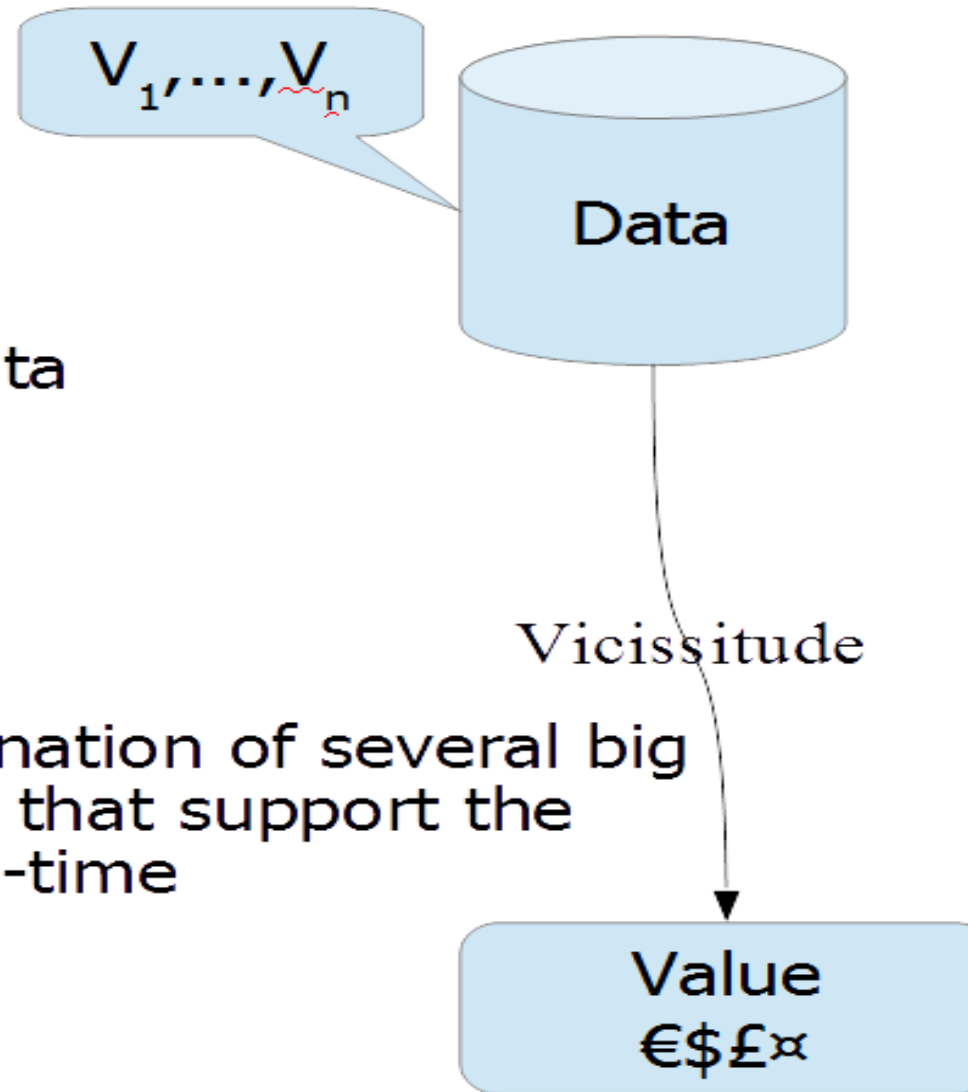 V1,...,Vn
Data
ta
Vicissitude
nation of several big
that support the
-time
Value
€$£¤